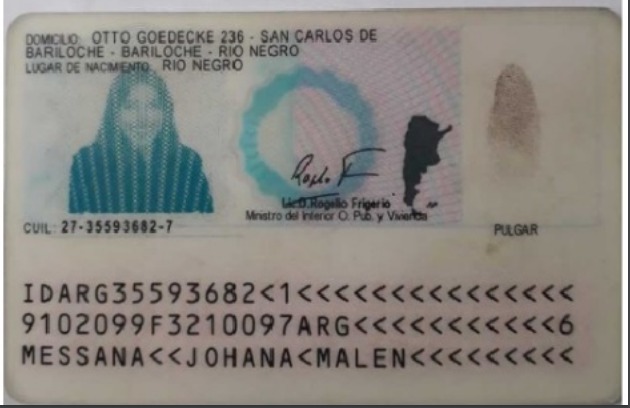 DOMICILIO: OTTO GOEDECKE 236 - SAN CARLOS DE
BARILOCHE - BARILOCHE - RIO NEGRO
LUGAR DE NACIMIENTO: RIO NEGRO
Lic.D.Rogelio Frigerio
Ministro del Interior O. Pub. y Vivienda
CUIL: 27-35593682-7
PULGAR
IDARG35593682<1<<<<<<<<<<<<<<<
9102099F3210097ARG<<<<<<<<<<<6
MESSANA<<JOHANA<MALEN<<<<<<<<<